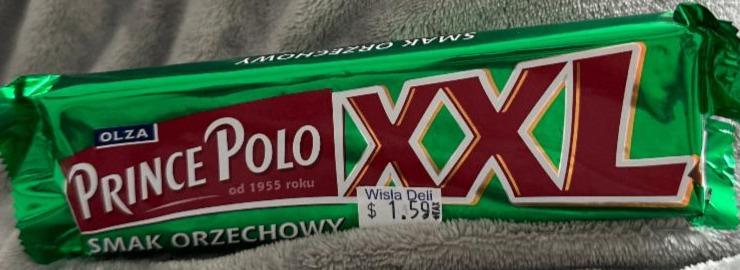 SMAK ORZECHOWY
OLZA
PRINCE POLO
od 1955 roku
XXL
Wisla Deli
$ 1.59
SMAK ORZECHOWY